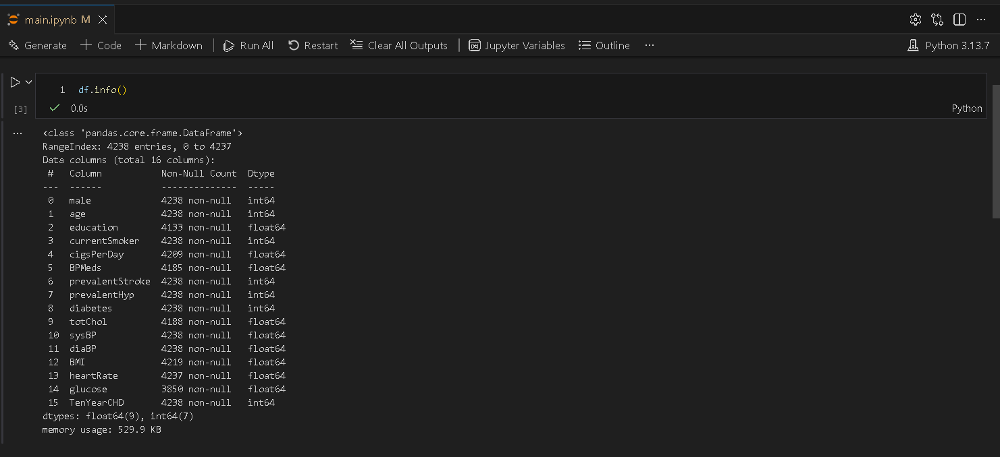 main.ipynb M
Generate Code Markdown Run All Restart Clear All Outputs Jupyter Variables Outline ... Python 3.13.7
1 df.info()
[3] 0.0s Python
<class 'pandas.core.frame.DataFrame'>
RangeIndex: 4238 entries, 0 to 4237
Data columns (total 16 columns):
 #   Column           Non-Null Count  Dtype
---  ------           --------------  -----
 0   male             4238 non-null   int64
 1   age              4238 non-null   int64
 2   education        4133 non-null   float64
 3   currentSmoker    4238 non-null   int64
 4   cigsPerDay       4209 non-null   float64
 5   BPMeds           4185 non-null   float64
 6   prevalentStroke  4238 non-null   int64
 7   prevalentHyp     4238 non-null   int64
 8   diabetes         4238 non-null   int64
 9   totChol          4188 non-null   float64
 10  sysBP            4238 non-null   float64
 11  diaBP            4238 non-null   float64
 12  BMI              4219 non-null   float64
 13  heartRate        4237 non-null   float64
 14  glucose          3850 non-null   float64
 15  TenYearCHD       4238 non-null   int64
dtypes: float64(9), int64(7)
memory usage: 529.9 KB